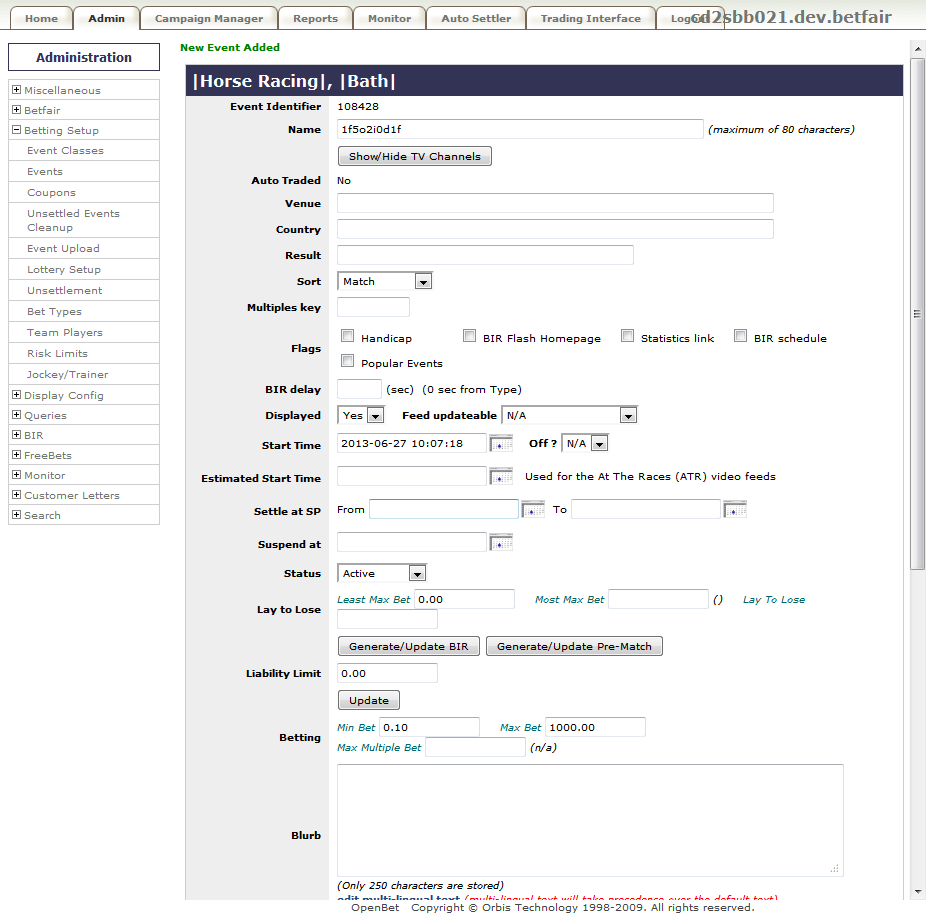 Home Admin Campaign Manager Reports Monitor Auto Settler Trading Interface cd2sbb021.dev.betfair
Administration
Miscellaneous
Betfair
Betting Setup
Event Classes
Events
Coupons
Unsettled Events
Cleanup
Event Upload
Lottery Setup
Unsettlement
Bet Types
Team Players
Risk Limits
Jockey/Trainer
Display Config
Queries
BIR
FreeBets
Monitor
Customer Letters
Search
New Event Added
|Horse Racing|, |Bath|
Event Identifier 108428
Name 1f5o2i0d1f (maximum of 80 characters)
Show/Hide TV Channels
Auto Traded No
Venue
Country
Result
Sort Match
Multiples key
Flags
Handicap BIR Flash Homepage Statistics link BIR schedule
Popular Events
BIR delay (sec) (0 sec from Type)
Displayed Yes Feed updateable N/A
Start Time 2013-06-27 10:07:18 Off ? N/A
Estimated Start Time Used for the At The Races (ATR) video feeds
Settle at SP From To
Suspend at
Status Active
Lay to Lose
Least Max Bet 0.00 Most Max Bet () Lay To Lose
Generate/Update BIR Generate/Update Pre-Match
Liability Limit 0.00
Update
Betting
Min Bet 0.10 Max Bet 1000.00
Max Multiple Bet (n/a)
Blurb
(Only 250 characters are stored)
edit multi-lingual text (multi-lingual text will take precedence over the default text)
OpenBet Copyright © Orbis Technology 1998-2009. All rights reserved.